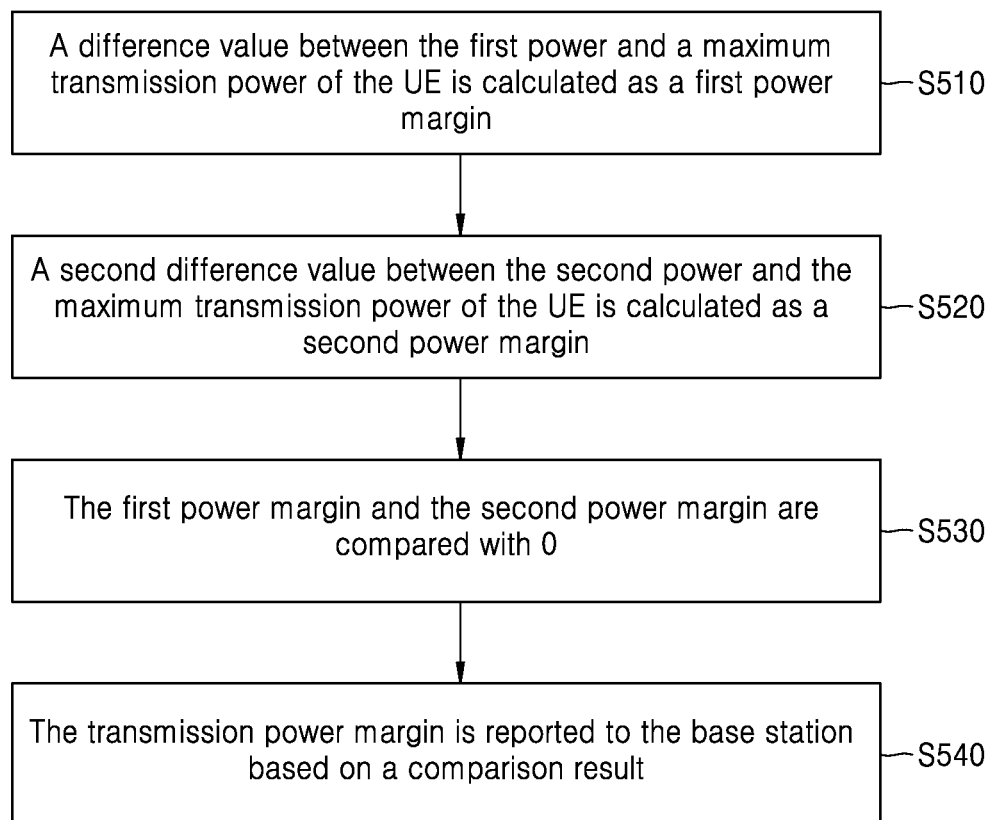 A difference value between the first power and a maximum
transmission power of the UE is calculated as a first power
margin
S510
A second difference value between the second power and the
maximum transmission power of the UE is calculated as a
second power margin
S520
The first power margin and the second power margin are
compared with 0
S530
The transmission power margin is reported to the base station
based on a comparison result
S540